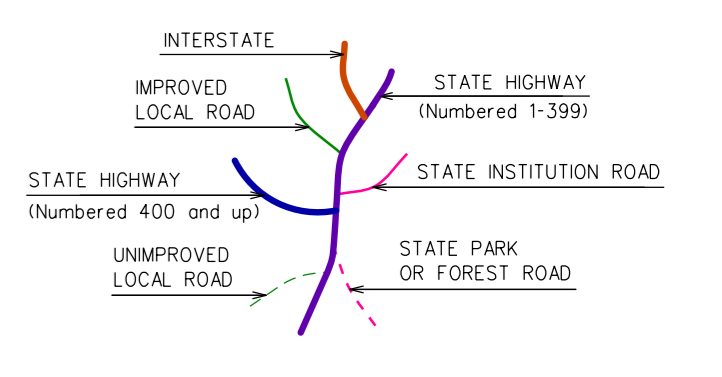 INTERSTATE
IMPROVED
LOCAL ROAD
STATE HIGHWAY
(Numbered 1-399)
STATE INSTITUTION ROAD
STATE HIGHWAY
(Numbered 400 and up)
UNIMPROVED
LOCAL ROAD
STATE PARK
OR FOREST ROAD